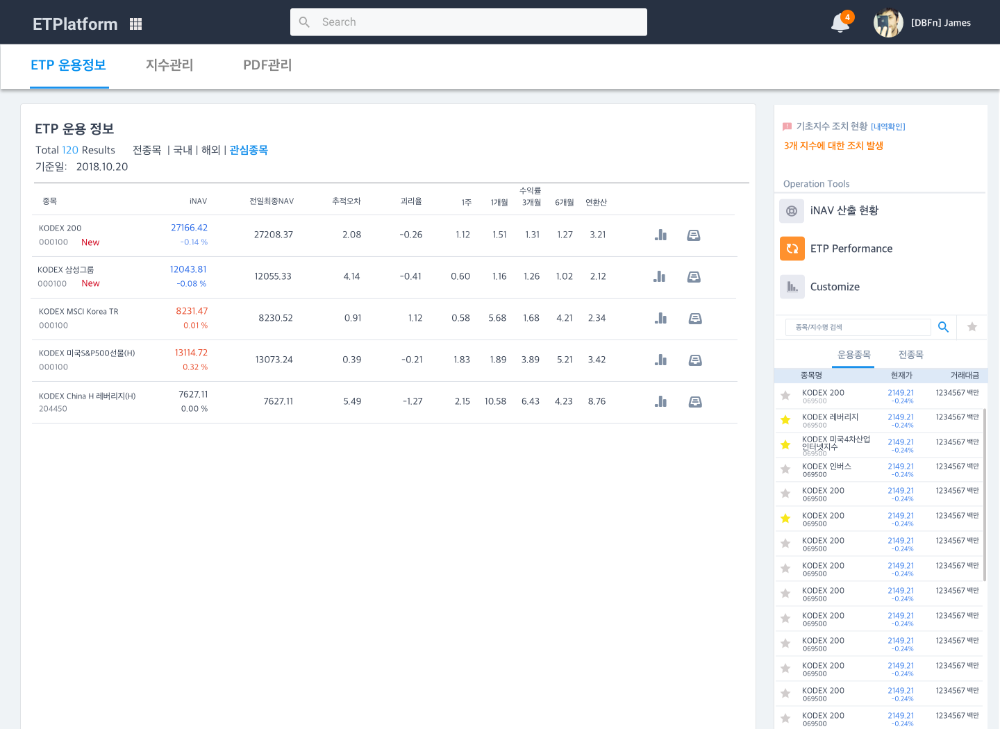 ETPlatform
Search
4
[DBFn] James
ETP 운용정보 지수관리 PDF관리
ETP 운용 정보
Total 120 Results 전종목 | 국내 | 해외 | 관심종목
기준일: 2018.10.20
수익률
종목 iNAV 전일최종NAV 추적오차 괴리율 1주 1개월 3개월 6개월 연환산
KODEX 200 27166.42 27208.37 2.08 -0.26 1.12 1.51 1.31 1.27 3.21
000100 New -0.14 %
KODEX 삼성그룹 12043.81 12055.33 4.14 -0.41 0.60 1.16 1.26 1.02 2.12
000100 New -0.08 %
KODEX MSCI Korea TR 8231.47 8230.52 0.91 1.12 0.58 5.68 1.68 4.21 2.34
000100 0.01 %
KODEX 미국S&P500선물(H) 13114.72 13073.24 0.39 -0.21 1.83 1.89 3.89 5.21 3.42
000100 0.32 %
KODEX China H 레버리지(H) 7627.11 7627.11 5.49 -1.27 2.15 10.58 6.43 4.23 8.76
204450 0.00 %
기초지수 조치 현황 [내역확인]
3개 지수에 대한 조치 발생
Operation Tools
iNAV 산출 현황
ETP Performance
Customize
종목/지수명 검색
운용종목 전종목
종목명 현재가 거래대금
KODEX 200 2149.21 1234567 백만
069500 -0.24%
KODEX 레버리지 2149.21 1234567 백만
069500 -0.24%
KODEX 미국4차산업
인터넷지수 2149.21 1234567 백만
069500 -0.24%
KODEX 인버스 2149.21 1234567 백만
069500 -0.24%
KODEX 200 2149.21 1234567 백만
069500 -0.24%
KODEX 200 2149.21 1234567 백만
069500 -0.24%
KODEX 200 2149.21 1234567 백만
069500 -0.24%
KODEX 200 2149.21 1234567 백만
069500 -0.24%
KODEX 200 2149.21 1234567 백만
069500 -0.24%
KODEX 200 2149.21 1234567 백만
069500 -0.24%
KODEX 200 2149.21 1234567 백만
069500 -0.24%
KODEX 200 2149.21 1234567 백만
069500 -0.24%
KODEX 200 2149.21 1234567 백만
069500 -0.24%
KODEX 200 2149.21 1234567 백만
069500 -0.24%